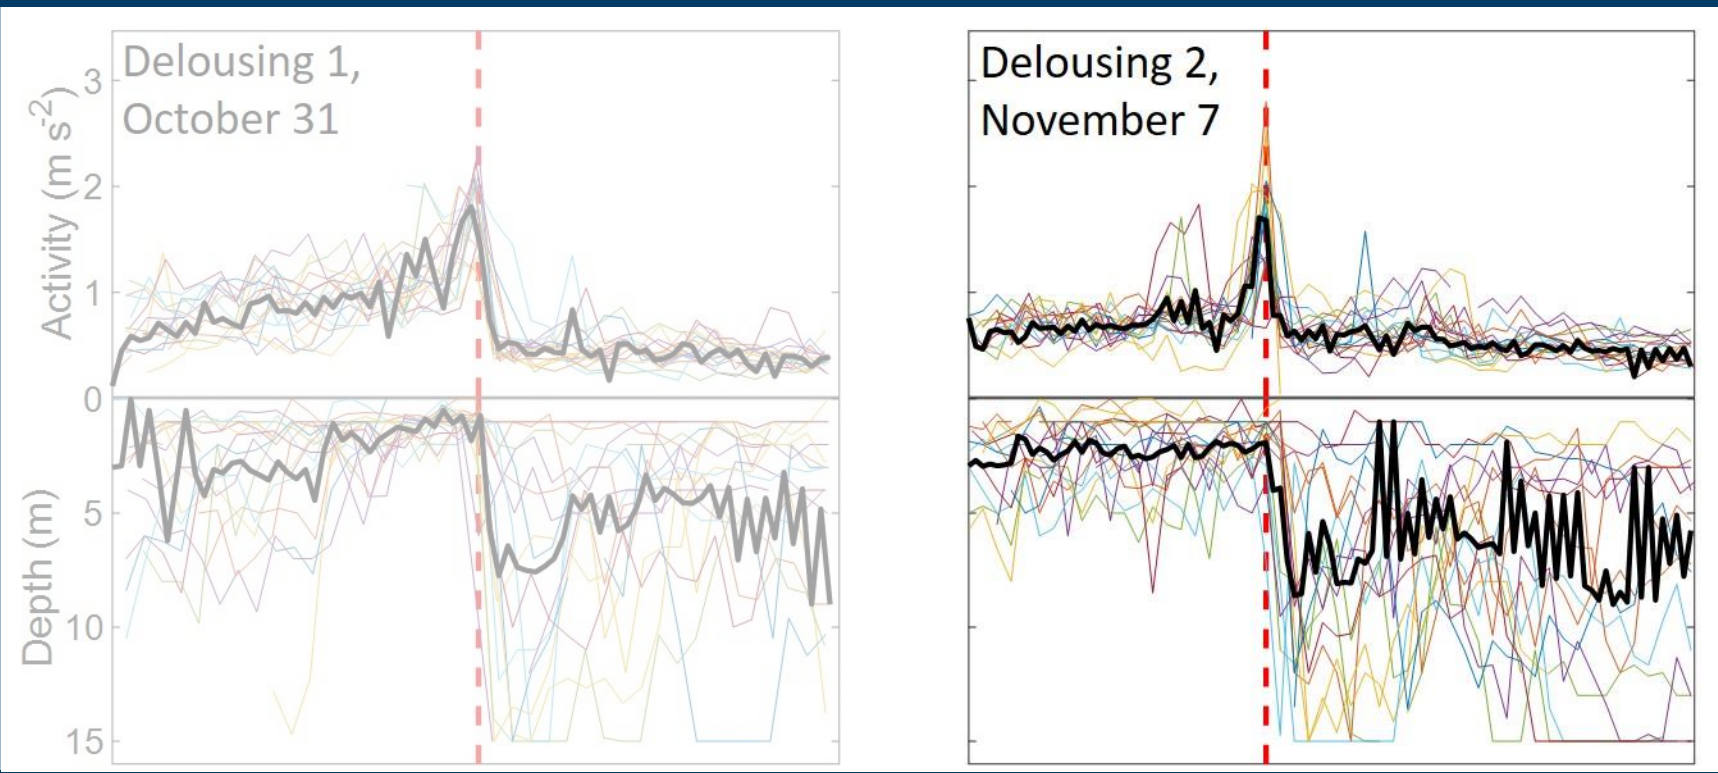 Delousing 1,
October 31
Delousing 2,
November 7
Activity (m s⁻²)
3
2
1
0
Depth (m)
5
10
15